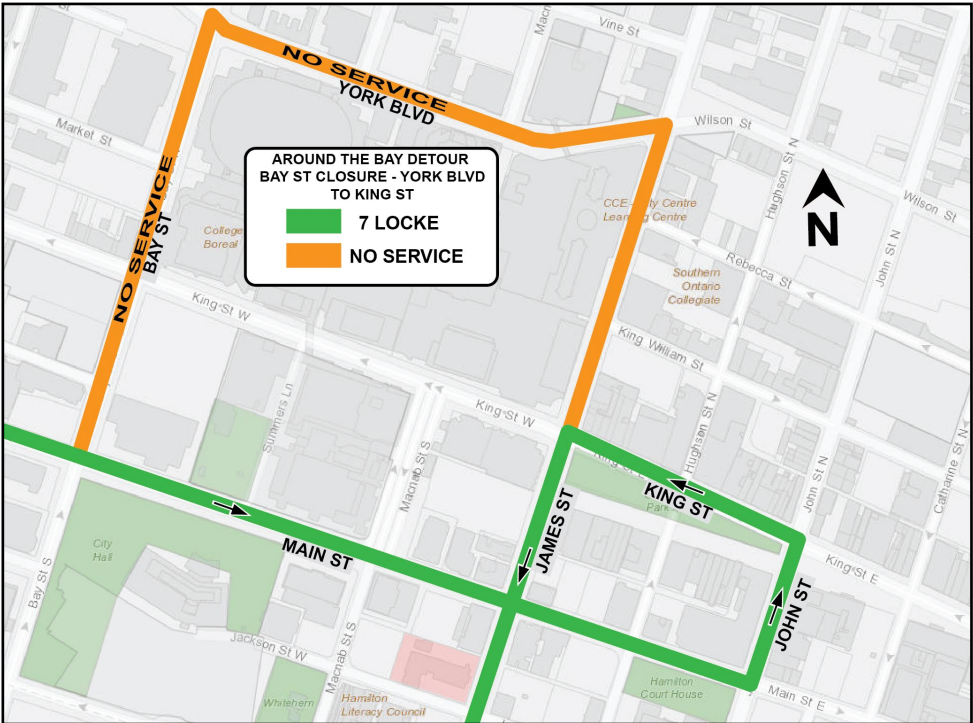 Vine St
NO SERVICE
YORK BLVD
Wilson St
Market St
Hughson St N
AROUND THE BAY DETOUR
BAY ST CLOSURE - YORK BLVD
TO KING ST
7 LOCKE
NO SERVICE
N
Wilson St
NO SERVICE
BAY ST
College
Boreal
CCE - City Centre
Learning Centre
John St N
Rebecca St
Southern
Ontario
Collegiate
King St W
King William St
Summers Ln
King St W
Macnab St S
Hughson St N
John St N
Catharine St N
KING ST
Park
JAMES ST
MAIN ST
City
Hall
King St E
JOHN ST
Bay St S
Jackson St W
Macnab St S
Hamilton
Court House
Main St E
Whitehern
Hamilton
Literacy Council